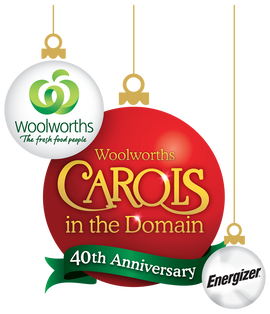 Woolworths
The fresh food people
Woolworths
CAROLS
in the Domain
40th Anniversary
Energizer